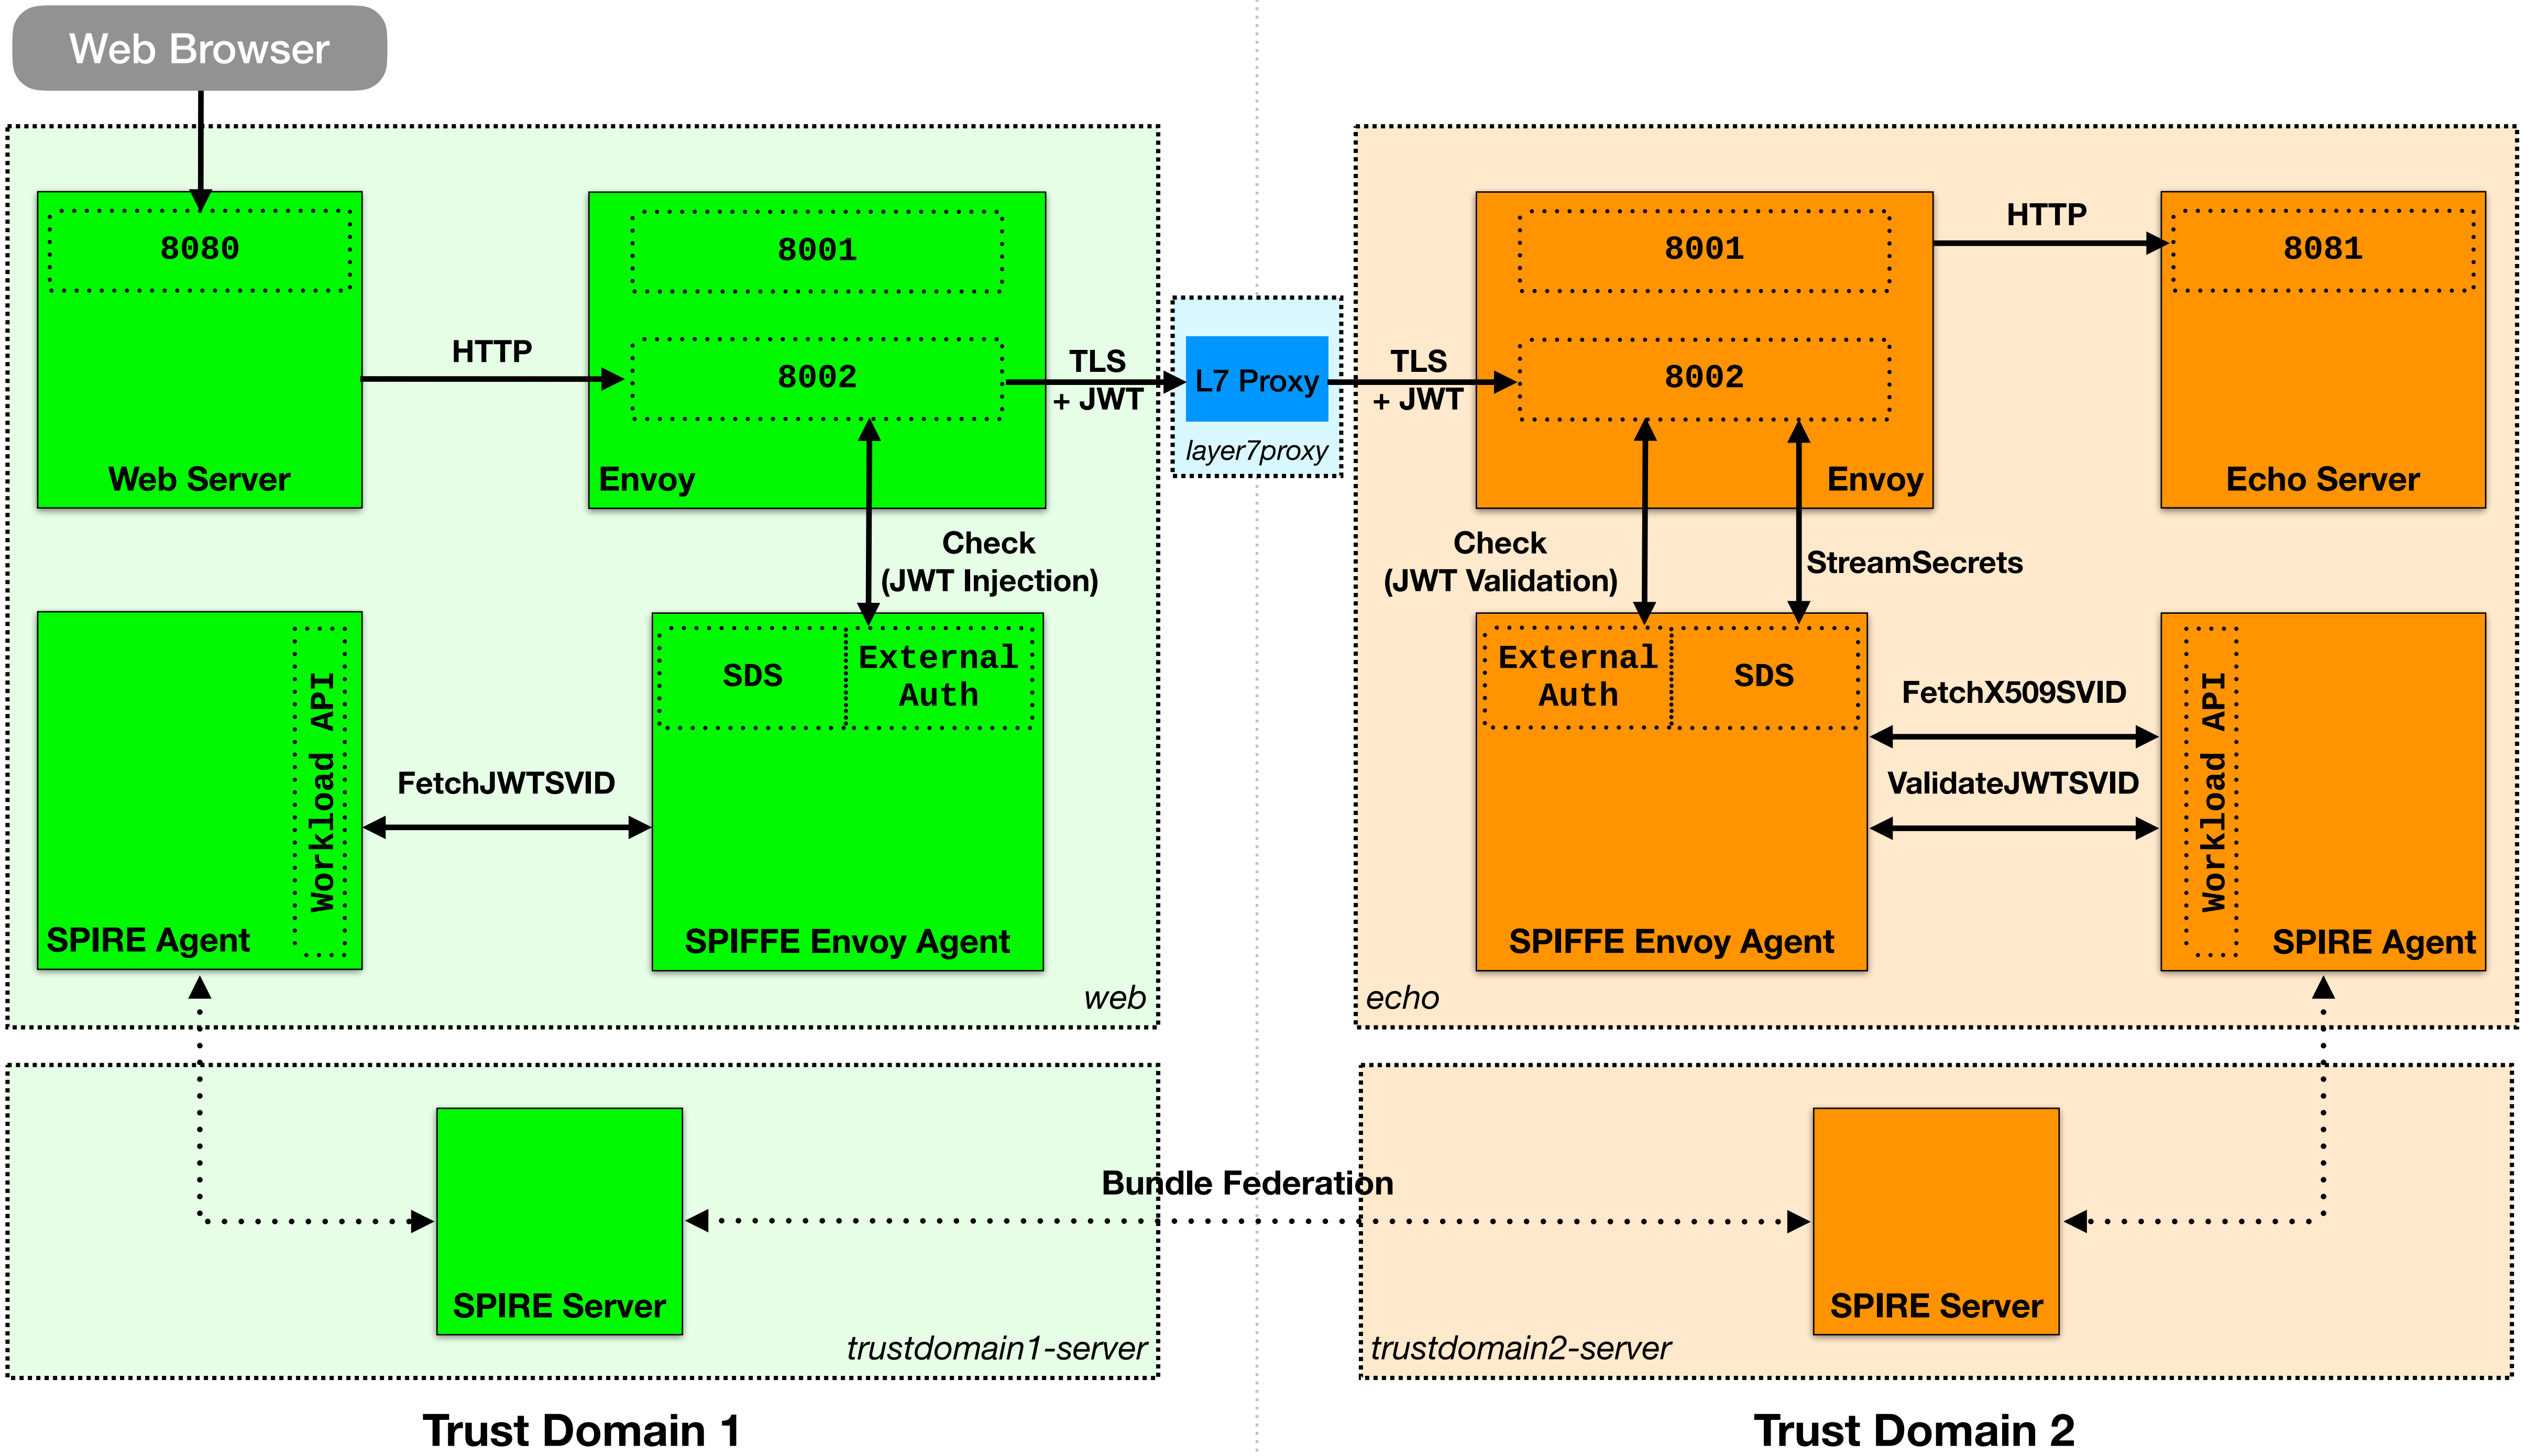 Web Browser
8080
Web Server
HTTP
8001
8002
Envoy
TLS
+ JWT
L7 Proxy
layer7proxy
TLS
+ JWT
8001
8002
Envoy
HTTP
8081
Echo Server
Check
(JWT Injection)
Check
(JWT Validation)
StreamSecrets
Workload API
SPIRE Agent
FetchJWTSVID
SDS
External
Auth
SPIFFE Envoy Agent
web
External
Auth
SDS
SPIFFE Envoy Agent
FetchX509SVID
ValidateJWTSVID
Workload API
SPIRE Agent
echo
SPIRE Server
trustdomain1-server
Bundle Federation
SPIRE Server
trustdomain2-server
Trust Domain 1
Trust Domain 2